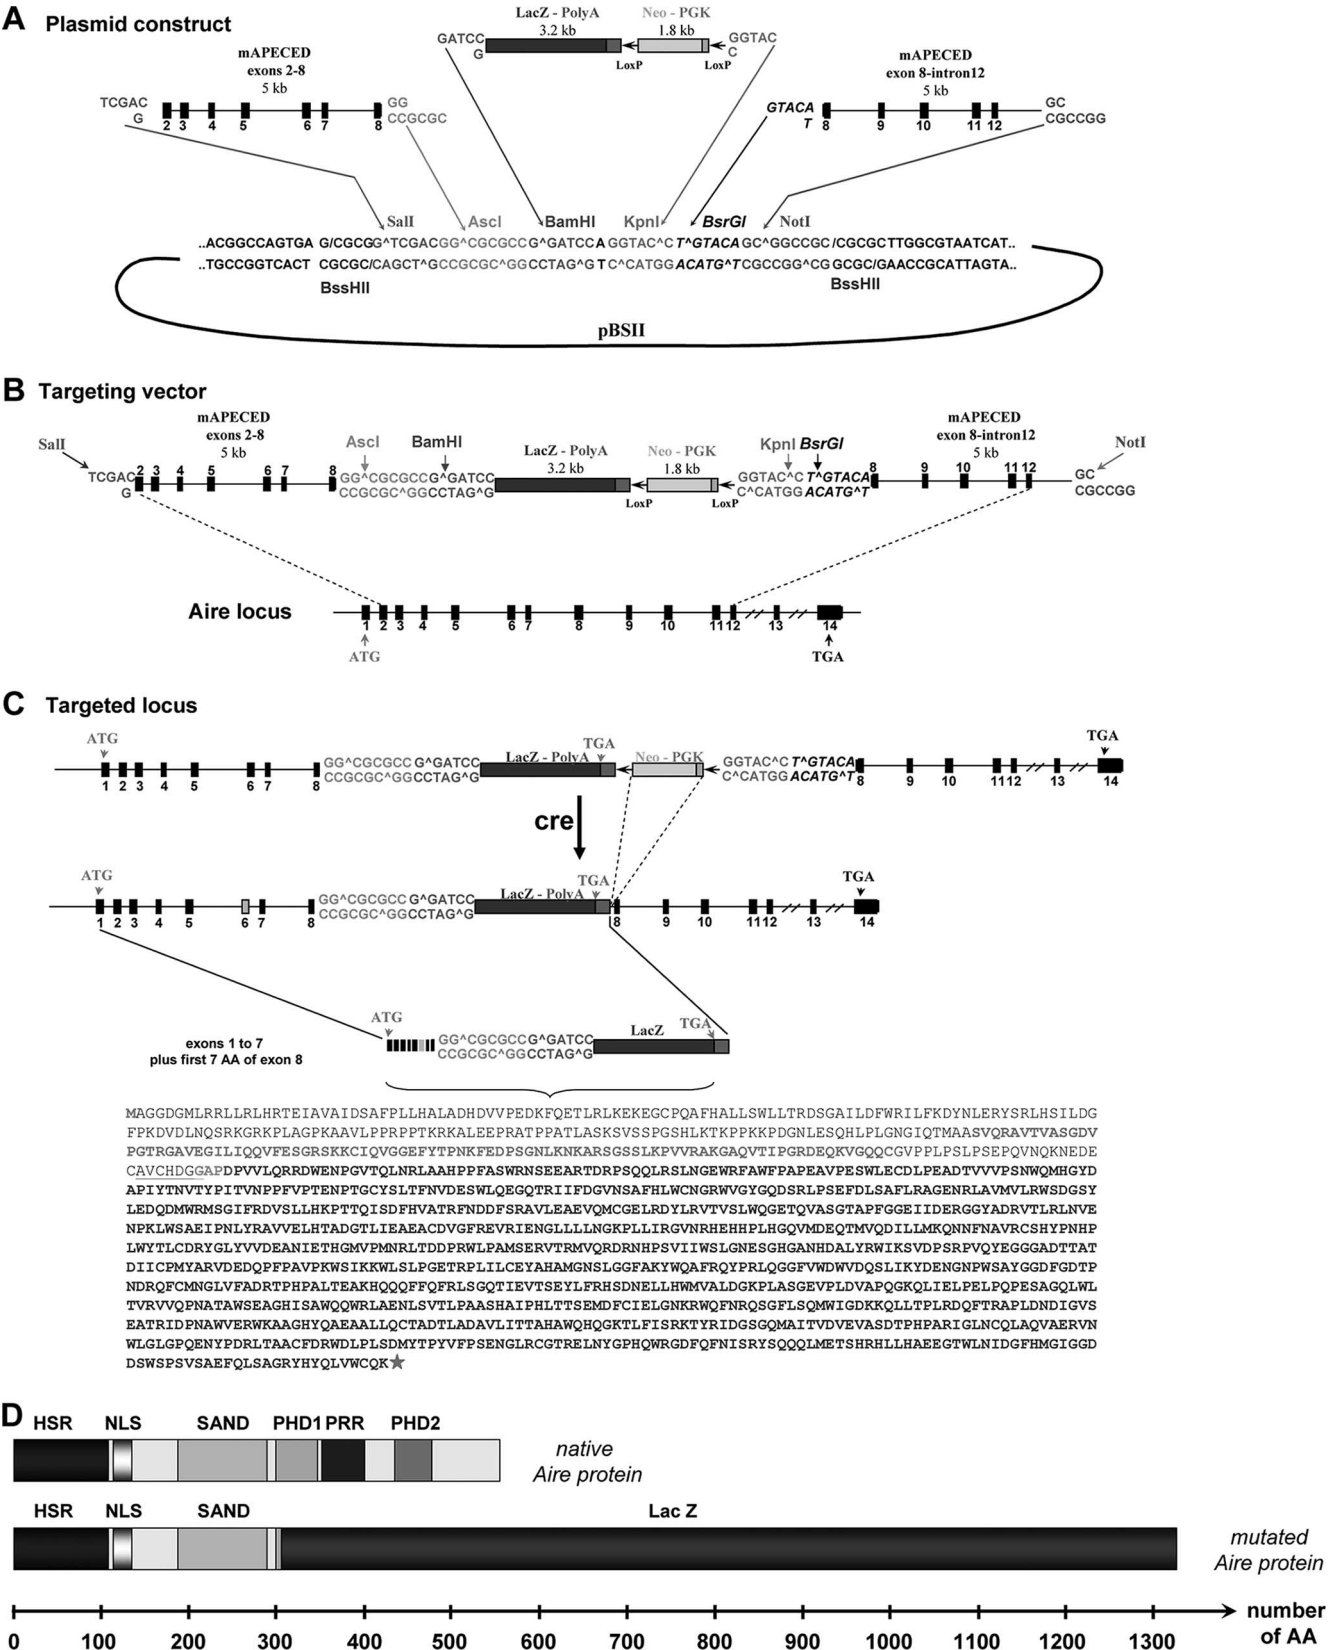 A Plasmid construct
LacZ - PolyA
3.2 kb
Neo - PGK
1.8 kb
GATCC
G
LoxP
LoxP
GGTAC
C
mAPECED
exons 2-8
5 kb
mAPECED
exon 8-intron12
5 kb
TCGAC
G
2 3 4 5 6 7 8
GG
CCGCGC
GTACA
T
8 9 10 11 12
GC
CGCCGG
SalI AscI BamHI KpnI BsrGI NotI
..ACGGCCAGTGA G/CGCGG^TCGACGG^CGCGCCG^GATCCA GGTAC^C T^GTACAGC^GGCCGC/CGCGCTTGGCGTAATCAT..
..TGCCGGTCACT CGCGC/CAGCT^GCCGCGC^GGCCTAG^GTC^CATGGACATG^TCGCCGG^CGGCGC/GAACCGCATTAGTA..
BssHII BssHII
pBSII
B Targeting vector
mAPECED
exons 2-8
5 kb
mAPECED
exon 8-intron12
5 kb
SalI AscI BamHI KpnI BsrGI NotI
LacZ - PolyA
3.2 kb
Neo - PGK
1.8 kb
TCGAC
G
2 3 4 5 6 7 8
GG^CGCGCCG^GATCC
CCGCGC^GGCCTAG^G
LoxP LoxP
GGTAC^C T^GTACA
C^CATGG ACATG^T
8 9 10 11 12
GC
CGCCGG
Aire locus
1 2 3 4 5 6 7 8 9 10 11 12 13 14
ATG TGA
C Targeted locus
ATG TGA TGA
LacZ - PolyA Neo - PGK
GG^CGCGCCG^GATCC
CCGCGC^GGCCTAG^G
GGTAC^C T^GTACA
C^CATGG ACATG^T
1 2 3 4 5 6 7 8 8 9 10 11 12 13 14
cre
ATG TGA TGA
LacZ - PolyA
GG^CGCGCC G^GATCC
CCGCGC^GGCCTAG^G
1 2 3 4 5 6 7 8 8 9 10 11 12 13 14
ATG LacZ TGA
exons 1 to 7
plus first 7 AA of exon 8
GG^CGCGCCG^GATCC
CCGCGC^GGCCTAG^G
MAGGDGMLRRLLRLHRTEIAVAIDSAFPLLHALADHDVVPEDKFQETLRLKEKEGCPQAFHALLSWLLTRDSGAILDFWRILFKDYNLERYSRLHSILDG
FPKDVDLNQSRKGRKPLAGPKAAVLPPRPPTKRKALEEPRATPPATLASKSVSSPGSHLKTKPPKKPDGNLESQHLPLGNGIQTMAASVQRAVTVASGDV
PGTRGAVEGILIQQVFESGRSKKCIQVGGEFYTPNKFEDPSGNLKNKARSGSSLKPVVRAKGAQVTIPGRDEQKVGQQCGVPPLPSLPSEPQVNQKNEDE
CAVCHDGGAPDPVVLQRRDWENPGVTQLNRLAAHPPFASWRNSEEARTDRPSQQLRSLNGEWRFAWFPAPEAVPESWLECDLPEADTVVVPSNWQMHGYD
APIYTNVTYPITVNPPFVPTENPTGCYSLTFNVDESWLQEGQTRIIFDGVNSAFHLWCNGRWVGYGQDSRLPSEFDLSAFLRAGENRLAVMVLRWSDGSY
LEDQDMWRMSGIFRDVSLLHKPTTQISDFHVATRFNDDFSRAVLEAEVQMCGELRDYLRVTVSLWQGETQVASGTAPFGGEIIDERGGYADRVTLRLNVE
NPKLWSAEIPNLYRAVVELHTADGTLIEAEACDVGFREVRIENGLLLLNGKPLLIRGVNRHEHHPLHGQVMDEQTMVQDILLMKQNNFNAVRCSHYPNHP
LWYTLCDRYGLYVVDEANIETHGMVPMNRLTDDPRWLPAMSERVTRMVQRDRNHPSVIIWSLGNESGHGANHDALYRWIKSVDPSRPVQYEGGGADTTAT
DIICPMYARVDEDQPFPAVPKWSIKKWLSLPGETRPLILCEYAHAMGNSLGGFAKYWQAFRQYPRLQGGFVWDWVDQSLIKYDENGNPWSAYGGDFGDTP
NDRQFCMNGLVFADRTPHPALTEAKHQQQFFQFRLSGQTIEVTSEYLFRHSDNELLHWMVALDGKPLASGEVPLDVAPQGKQLIELPELPQPESAGQLWL
TVRVVQPNATAWSEAGHISAWQQWRLAENLSVTLPAASHAIPHLTTSEMDFCIELGNKRWQFNRQSGFLSQMWIGDKKQLLTPLRDQFTRAPLDNDIGVS
EATRIDPNAWVERWKAAGHYQAEAALLQCTADTLADAVLITTAHAWQHQGKTLFISRKTYRIDGSGQMAITVDVEVASDTPHPARIGLNCQLAQVAERVN
WLGLGPQENYPDRLTAACFDRWDLPLSDMYTPYVFPSENGLRCGTRELNYGPHQWRGDFQFNISRYSQQQLMETSHRHLLHAEEGTWLNIDGFHMGIGGD
DSWSPSVSAEFQLSAGRYHYQLVWCQK★
D
HSR NLS SAND PHD1 PRR PHD2
native
Aire protein
HSR NLS SAND Lac Z
mutated
Aire protein
0 100 200 300 400 500 600 700 800 900 1000 1100 1200 1300
number
of AA